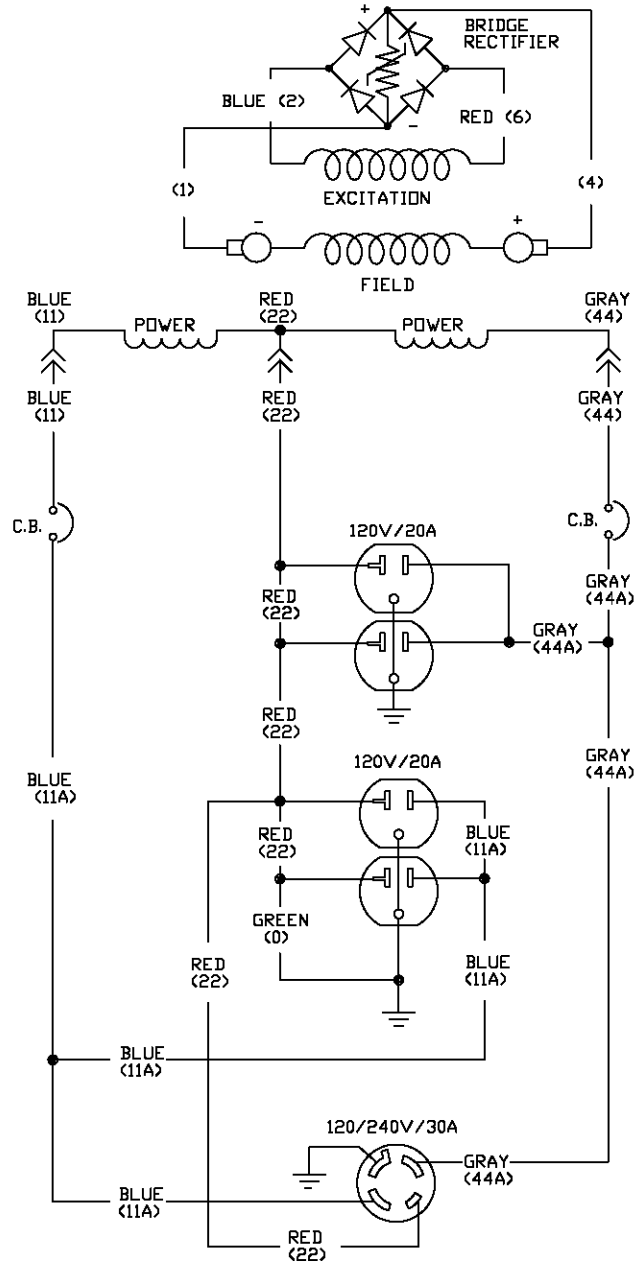 +
BRIDGE
RECTIFIER
BLUE (2)
RED (6)
-
(1)
EXCITATION
(4)
-
+
FIELD
BLUE
(11)
RED
(22)
GRAY
(44)
POWER
POWER
BLUE
(11)
RED
(22)
GRAY
(44)
C.B.
C.B.
120V/20A
RED
(22)
GRAY
(44A)
GRAY
(44A)
RED
(22)
120V/20A
GRAY
(44A)
BLUE
(11A)
RED
(22)
BLUE
(11A)
GREEN
(0)
RED
(22)
BLUE
(11A)
BLUE
(11A)
120/240V/30A
GRAY
(44A)
BLUE
(11A)
RED
(22)